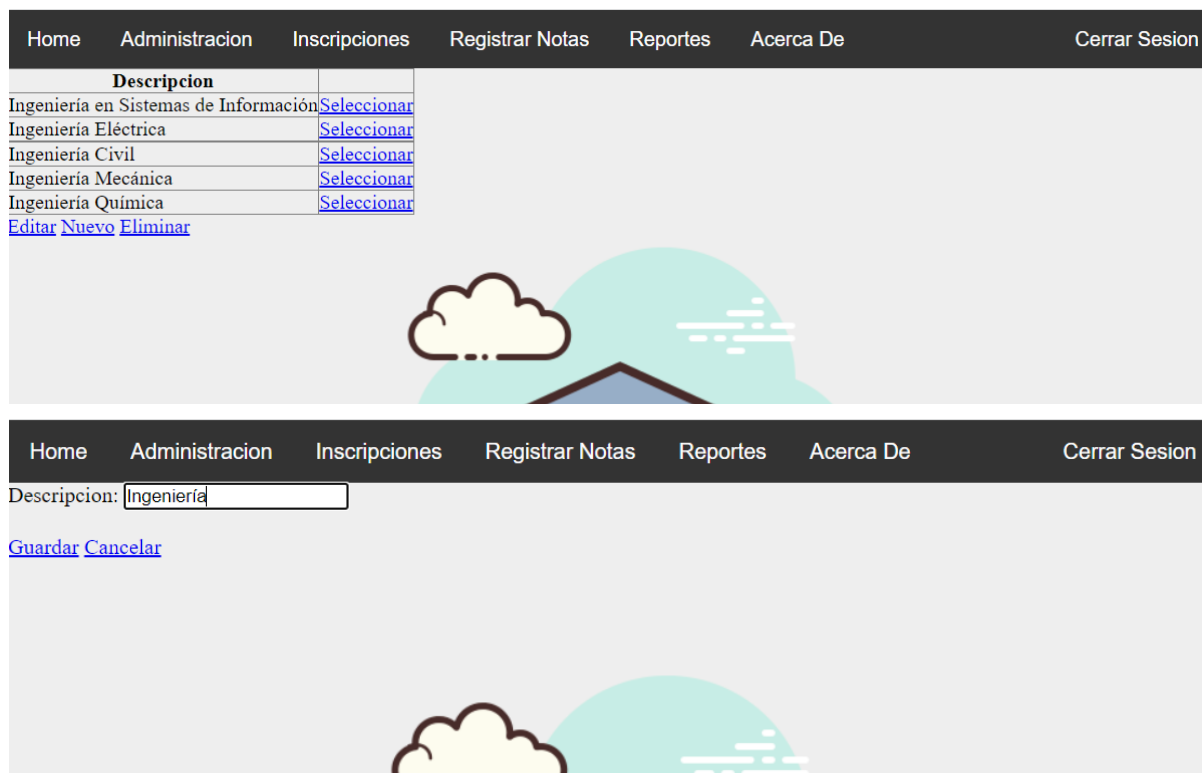 Home Administracion Inscripciones Registrar Notas Reportes Acerca De Cerrar Sesion
Descripcion
Ingeniería en Sistemas de Información Seleccionar
Ingeniería Eléctrica Seleccionar
Ingeniería Civil Seleccionar
Ingeniería Mecánica Seleccionar
Ingeniería Química Seleccionar
Editar Nuevo Eliminar
Home Administracion Inscripciones Registrar Notas Reportes Acerca De Cerrar Sesion
Descripcion: Ingeniería
Guardar Cancelar